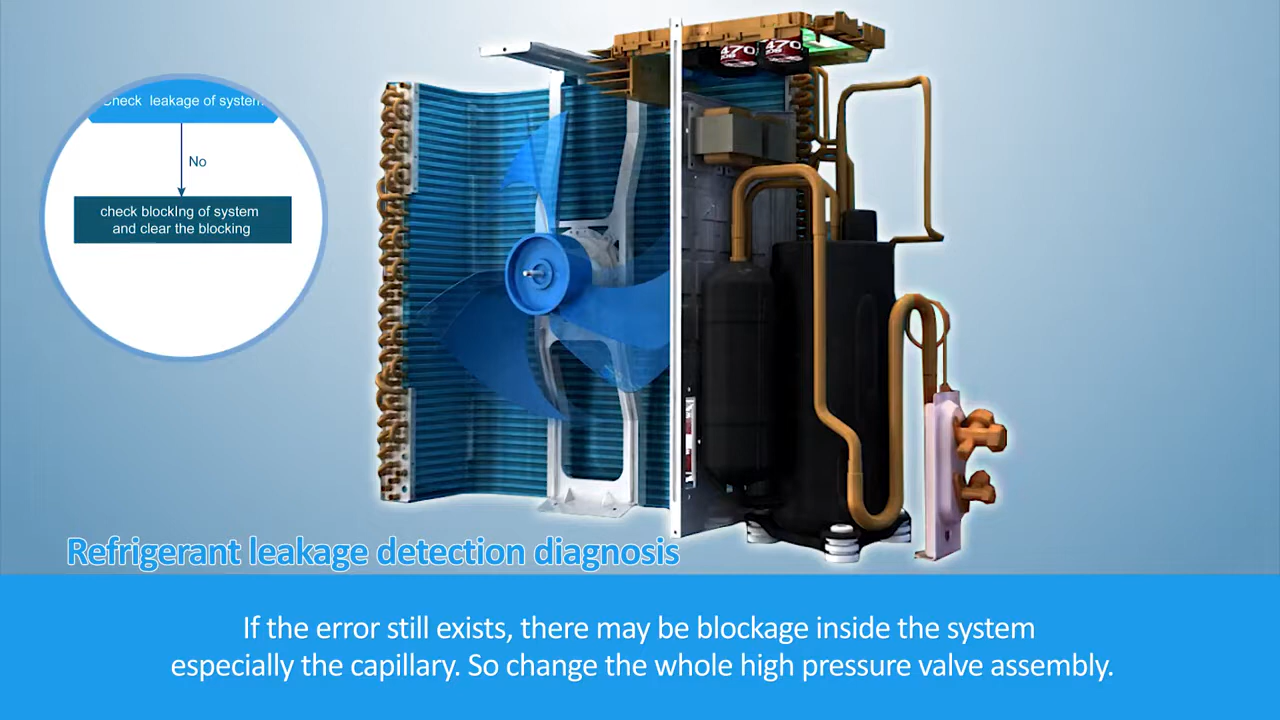 Check leakage of system
No
check blockIng of system
and clear the blocking
470
470
Refrigerant leakage detection diagnosis
If the error still exists, there may be blockage inside the system
especially the capillary. So change the whole high pressure valve assembly.